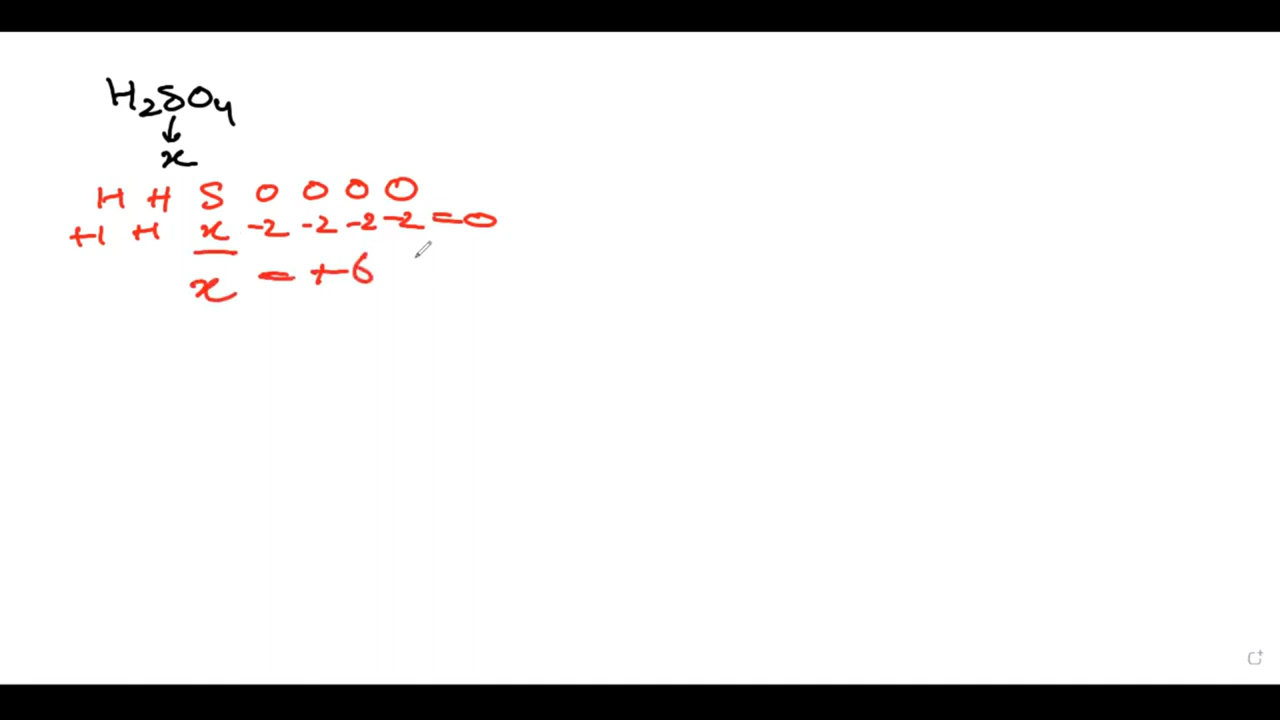 H₂SO₄
↓
x
H H S O O O O
+1 +1 x -2 -2 -2 -2 = 0
x = +6